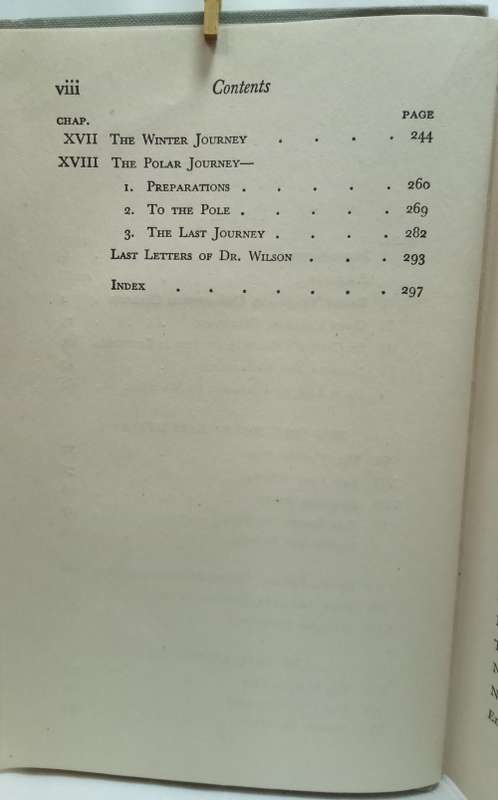 viii Contents
CHAP. PAGE
XVII THE WINTER JOURNEY . . . . 244
XVIII THE POLAR JOURNEY—
1. PREPARATIONS . . . . . 260
2. TO THE POLE . . . . . 269
3. THE LAST JOURNEY . . . . 282
LAST LETTERS OF DR. WILSON . . . 293
INDEX . . . . . . . 297